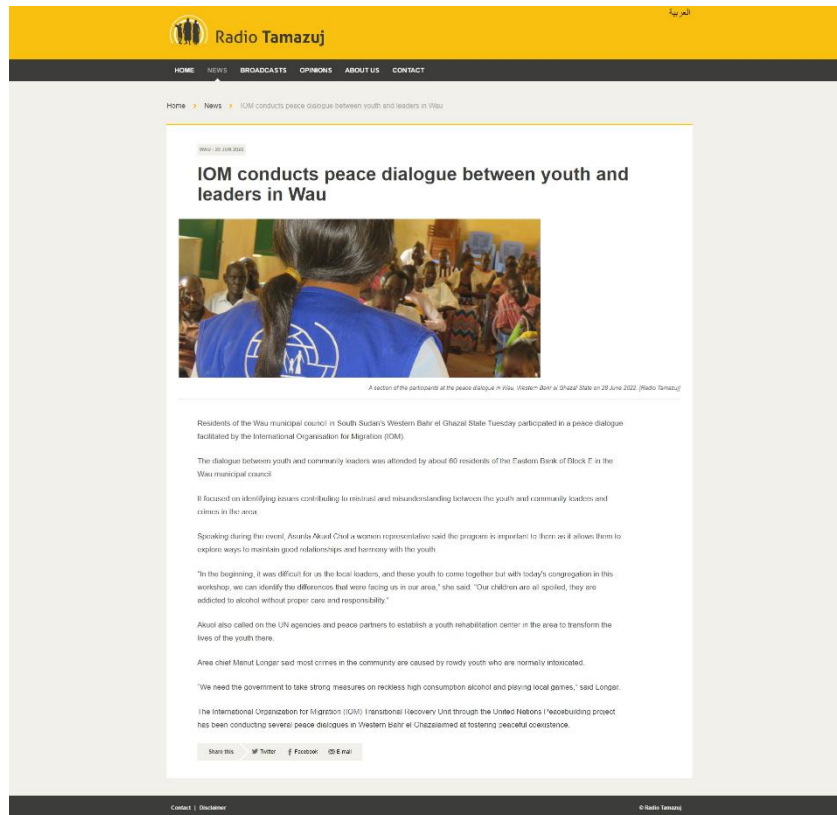 العربية
Radio Tamazuj
HOME NEWS BROADCASTS OPINIONS ABOUT US CONTACT
Home > News > IOM conducts peace dialogue between youth and leaders in Wau
WAU - 29 JUN 2022
IOM conducts peace dialogue between youth and
leaders in Wau
A section of the participants at the peace dialogue in Wau, Western Bahr el Ghazal State on 28 June 2022. [Radio Tamazuj]
Residents of the Wau municipal council in South Sudan's Western Bahr el Ghazal State Tuesday participated in a peace dialogue
facilitated by the International Organisation for Migration (IOM).
The dialogue between youth and community leaders was attended by about 60 residents of the Eastern Bank of Block E in the
Wau municipal council.
It focused on identifying issues contributing to mistrust and misunderstanding between the youth and community leaders and
crimes in the area.
Speaking during the event, Asunta Akuol Chol a women representative said the program is important to them as it allows them to
explore ways to maintain good relationships and harmony with the youth.
"In the beginning, it was difficult for us the local leaders, and these youth to come together but with today's congregation in this
workshop, we can identify the differences that were facing us in our area," she said. "Our children are all spoiled, they are
addicted to alcohol without proper care and responsibility."
Akuol also called on the UN agencies and peace partners to establish a youth rehabilitation center in the area to transform the
lives of the youth there.
Area chief Manut Longar said most crimes in the community are caused by rowdy youth who are normally intoxicated.
"We need the government to take strong measures on reckless high consumption alcohol and playing local games," said Longar.
The International Organization for Migration (IOM) Transitional Recovery Unit through the United Nations Peacebuilding project
has been conducting several peace dialogues in Western Bahr el Ghazalaimed at fostering peaceful coexistence.
Share this Twitter Facebook E-mail
Contact | Disclaimer
© Radio Tamazuj